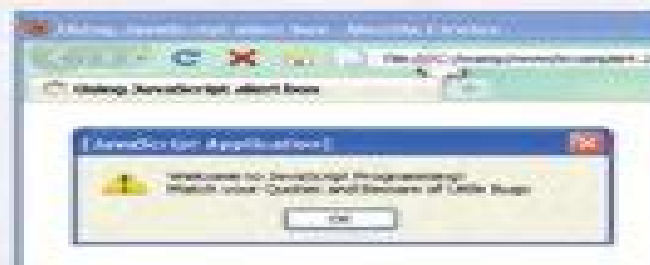 Using JavaScript alert box - Mozilla Firefox
Using JavaScript alert box
[JavaScript Application]
Welcome to JavaScript Programming!
Watch your Quotes and Beware of Little Bugs
OK